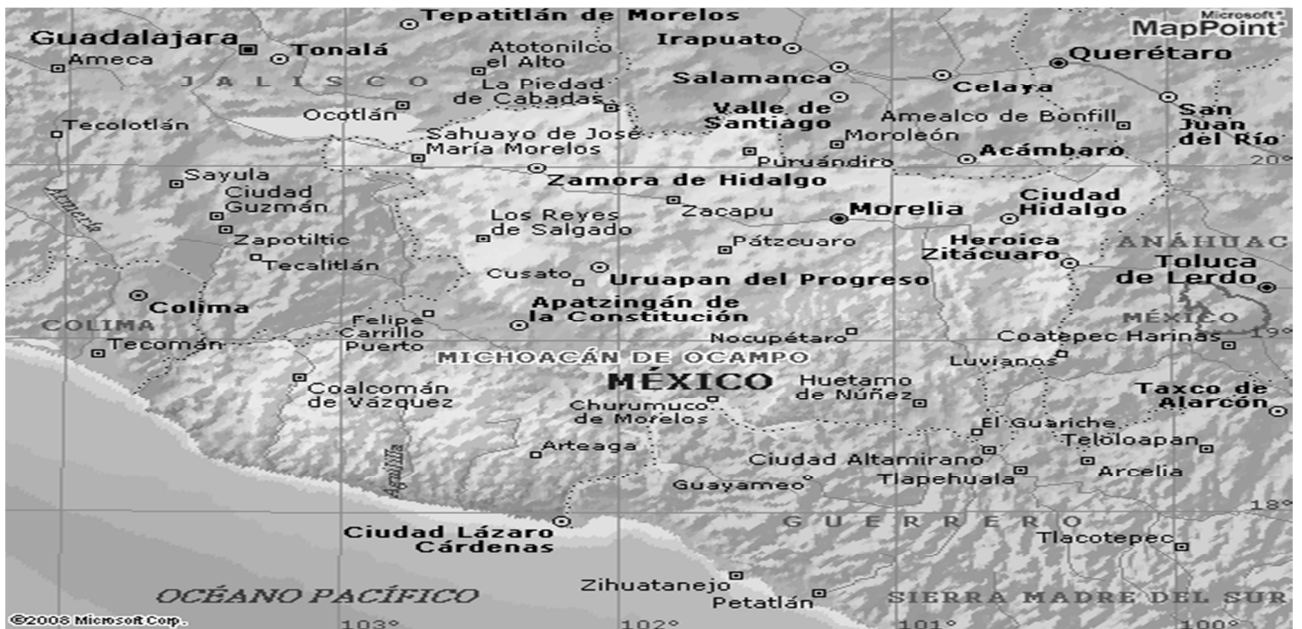 Tepatitlán de Morelos
Microsoft®
MapPoint®
Guadalajara
Tonalá
Atotonilco
el Alto
Irapuato
Querétaro
Ameca
JALISCO
La Piedad
de Cabadas
Salamanca
Celaya
Ocotlán
Valle de
Santiago
Amealco de Bonfill
San
Juan
del Río
Tecolotlán
Sahuayo de José
María Morelos
Moroleón
Puruándiro
Acámbaro
20°
Sayula
Zamora de Hidalgo
Armería
Ciudad
Guzmán
Los Reyes
de Salgado
Zacapu
Morelia
Ciudad
Hidalgo
Zapotiltic
Pátzcuaro
Heroica
Zitácuaro
ANÁHUAC
Tecalitlán
Cusato
Uruapan del Progreso
Toluca
de Lerdo
Colima
Apatzingán de
la Constitución
COLIMA
Felipe
Carrillo
Puerto
Nocupétaro
MÉXICO
Coatepec Harinas
19°
Tecomán
MICHOACÁN DE OCAMPO
Luvianos
MÉXICO
Coalcomán
de Vázquez
Huetamo
de Núñez
Taxco de
Alarcón
Churumuco
de Morelos
El Guariche
Arteaga
Teloloapan
Ciudad Altamirano
Aguililla
Guayameo
Tlapehuala
Arcelia
18°
Ciudad Lázaro
Cárdenas
GUERRERO
Tlacotepec
Zihuatanejo
OCÉANO PACÍFICO
Petatlán
SIERRA MADRE DEL SUR
©2008 Microsoft Corp.
103°
102°
101°
100°